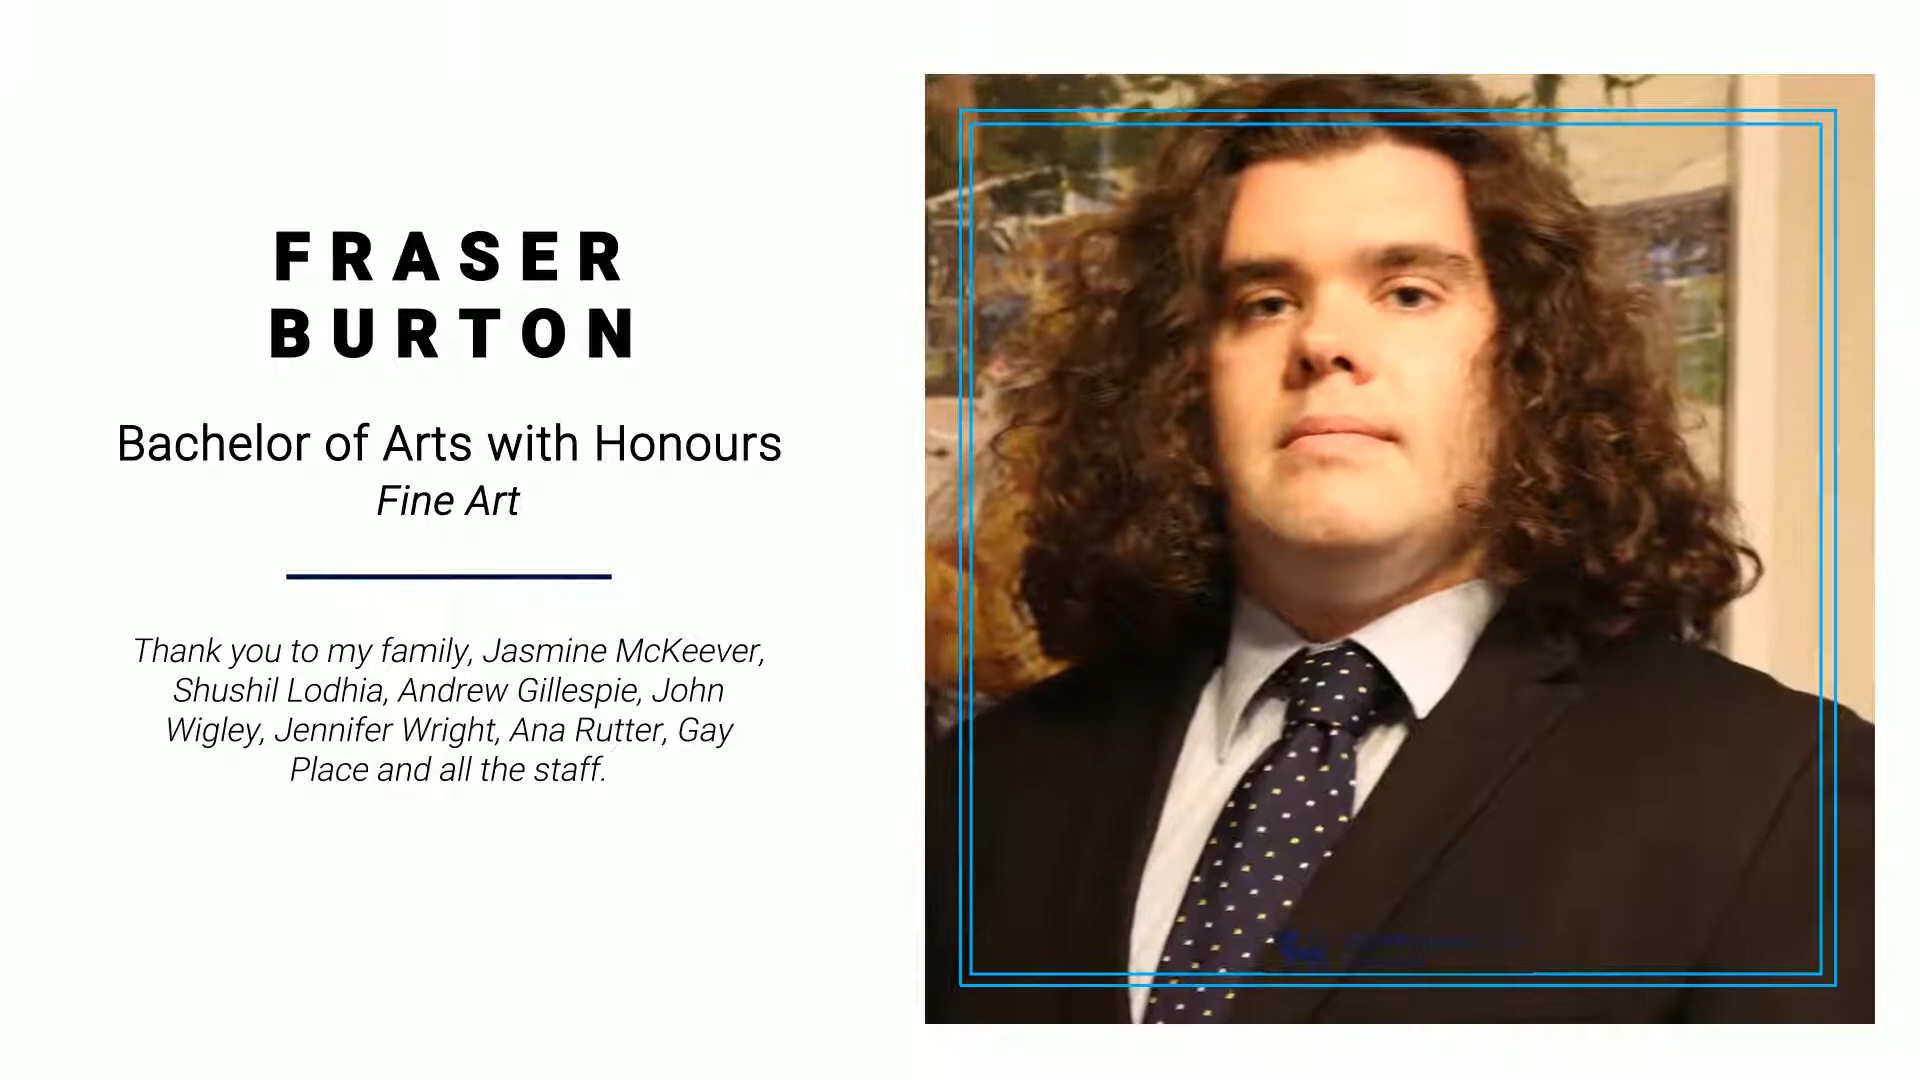 FRASER
BURTON
Bachelor of Arts with Honours
Fine Art
Thank you to my family, Jasmine McKeever,
Shushil Lodhia, Andrew Gillespie, John
Wigley, Jennifer Wright, Ana Rutter, Gay
Place and all the staff.